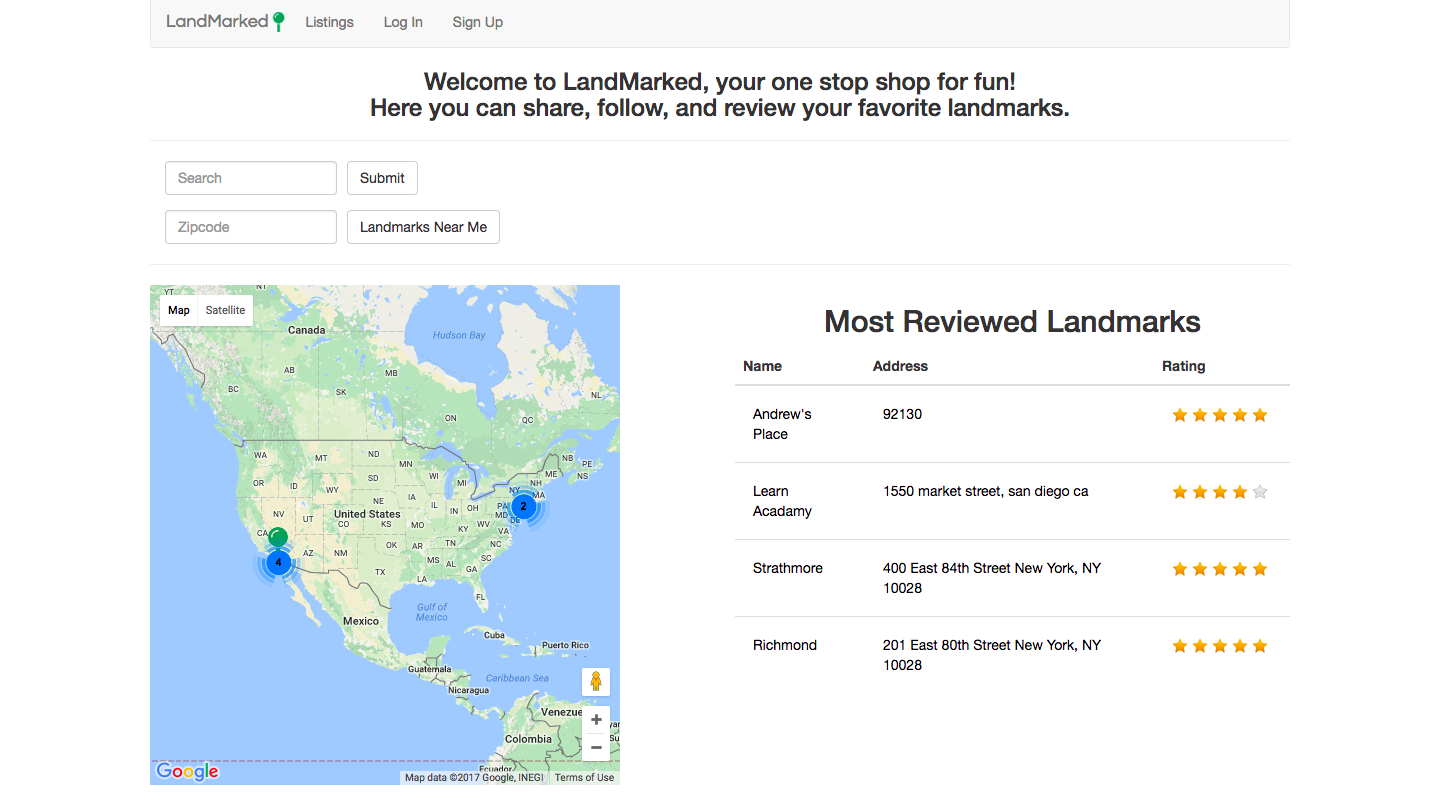 LandMarked
Listings
Log In
Sign Up
Welcome to LandMarked, your one stop shop for fun!
Here you can share, follow, and review your favorite landmarks.
Search
Submit
Zipcode
Landmarks Near Me
Map
Satellite
YT
NT
Canada
Hudson Bay
AB
MB
BC
SK
NL
ON
QC
WA
MT
ND
MN
NB
PE
NS
OR
ID
WY
SD
WI
MI
NY
NH
ME
MA
NE
IA
IL
IN
OH
PA
2
NV
UT
United States
CO
KS
MO
WV
MD
DE
VA
KY
CA
AZ
NM
OK
AR
TN
NC
4
TX
MS
AL
SC
GA
LA
FL
Gulf of
Mexico
Mexico
Cuba
Puerto Rico
Guatemala
Caribbean Sea
Nicaragua
Venezue
Colombia
Ecuador
Google
Map data ©2017 Google, INEGI
Terms of Use
Most Reviewed Landmarks
Name Address Rating
Andrew's
Place
92130
Learn
Acadamy
1550 market street, san diego ca
Strathmore
400 East 84th Street New York, NY
10028
Richmond
201 East 80th Street New York, NY
10028